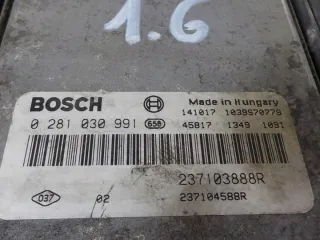 1.6
BOSCH Made in Hungary
141017 1039S70779
0 281 030 991 658 45817 1349 1091
237103888R
037 02 237104588R